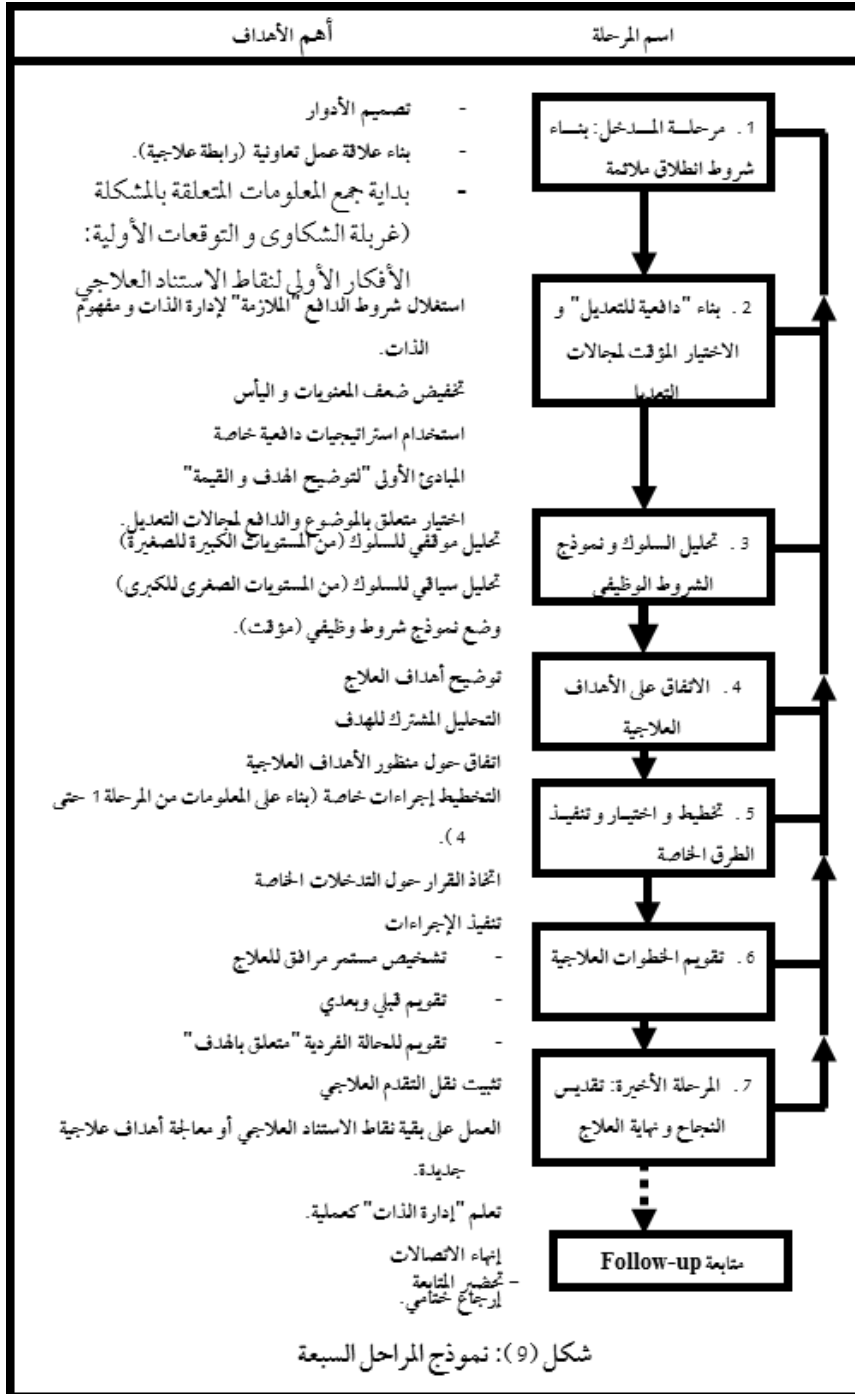 اسم المرحلة
أهم الأهداف
1. مرحلة المدخل: بناء
شروط انطلاق ملائمة
- تصميم الأدوار
- بناء علاقة عمل تعاونية (رابطة علاجية).
- بداية جمع المعلومات المتعلقة بالمشكلة
(غربلة الشكاوى و التوقعات الأولية:
الأفكار الأولى لنقاط الاستناد العلاجي
2. بناء "دافعية للتعديل" و
الاختيار المؤقت لمجالات
التعديل
استغلال شروط الدافع "الملازمة" لإدارة الذات و مفهوم
الذات.
تخفيض ضعف المعنويات و اليأس
استخدام استراتيجيات دافعية خاصة
المبادئ الأولى "لتوضيح الهدف و القيمة"
اختيار متعلق بالموضوع والدافع لمجالات التعديل.
3. تحليل السلوك و نموذج
الشروط الوظيفي
تحليل موقفي للسلوك (من المستويات الكبيرة للصغيرة)
تحليل سياقي للسلوك (من المستويات الصغرى للكبرى)
وضع نموذج شروط وظيفي (مؤقت).
4. الاتفاق على الأهداف
العلاجية
توضيح أهداف العلاج
التحليل المشترك للهدف
اتفاق حول منظور الأهداف العلاجية
5. تخطيط و اختيار و تنفيذ
الطرق الخاصة
التخطيط إجراءات خاصة (بناء على المعلومات من المرحلة 1 حتى
4).
اتخاذ القرار حول التدخلات الخاصة
تنفيذ الإجراءات
6. تقويم الخطوات العلاجية
- تشخيص مستمر مرافق للعلاج
- تقويم قبلي وبعدي
- تقويم للحالة الفردية "متعلق بالهدف"
7. المرحلة الأخيرة: تقديس
النجاح و نهاية العلاج
تثبيت نقل التقدم العلاجي
العمل على بقية نقاط الاستناد العلاجي أو معالجة أهداف علاجية
جديدة.
تعلم "إدارة الذات" كعملية.
إنهاء الاتصالات
- تحضير المتابعة
إرجاع ختامي.
متابعة Follow-up
شكل (9): نموذج المراحل السبعة